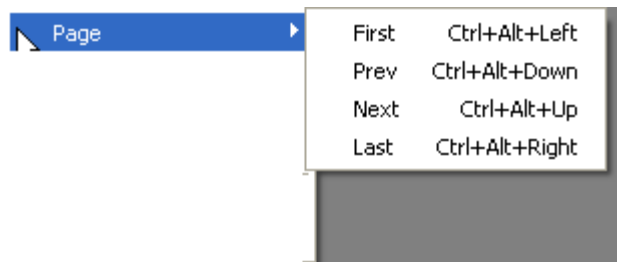 Page
First Ctrl+Alt+Left
Prev Ctrl+Alt+Down
Next Ctrl+Alt+Up
Last Ctrl+Alt+Right